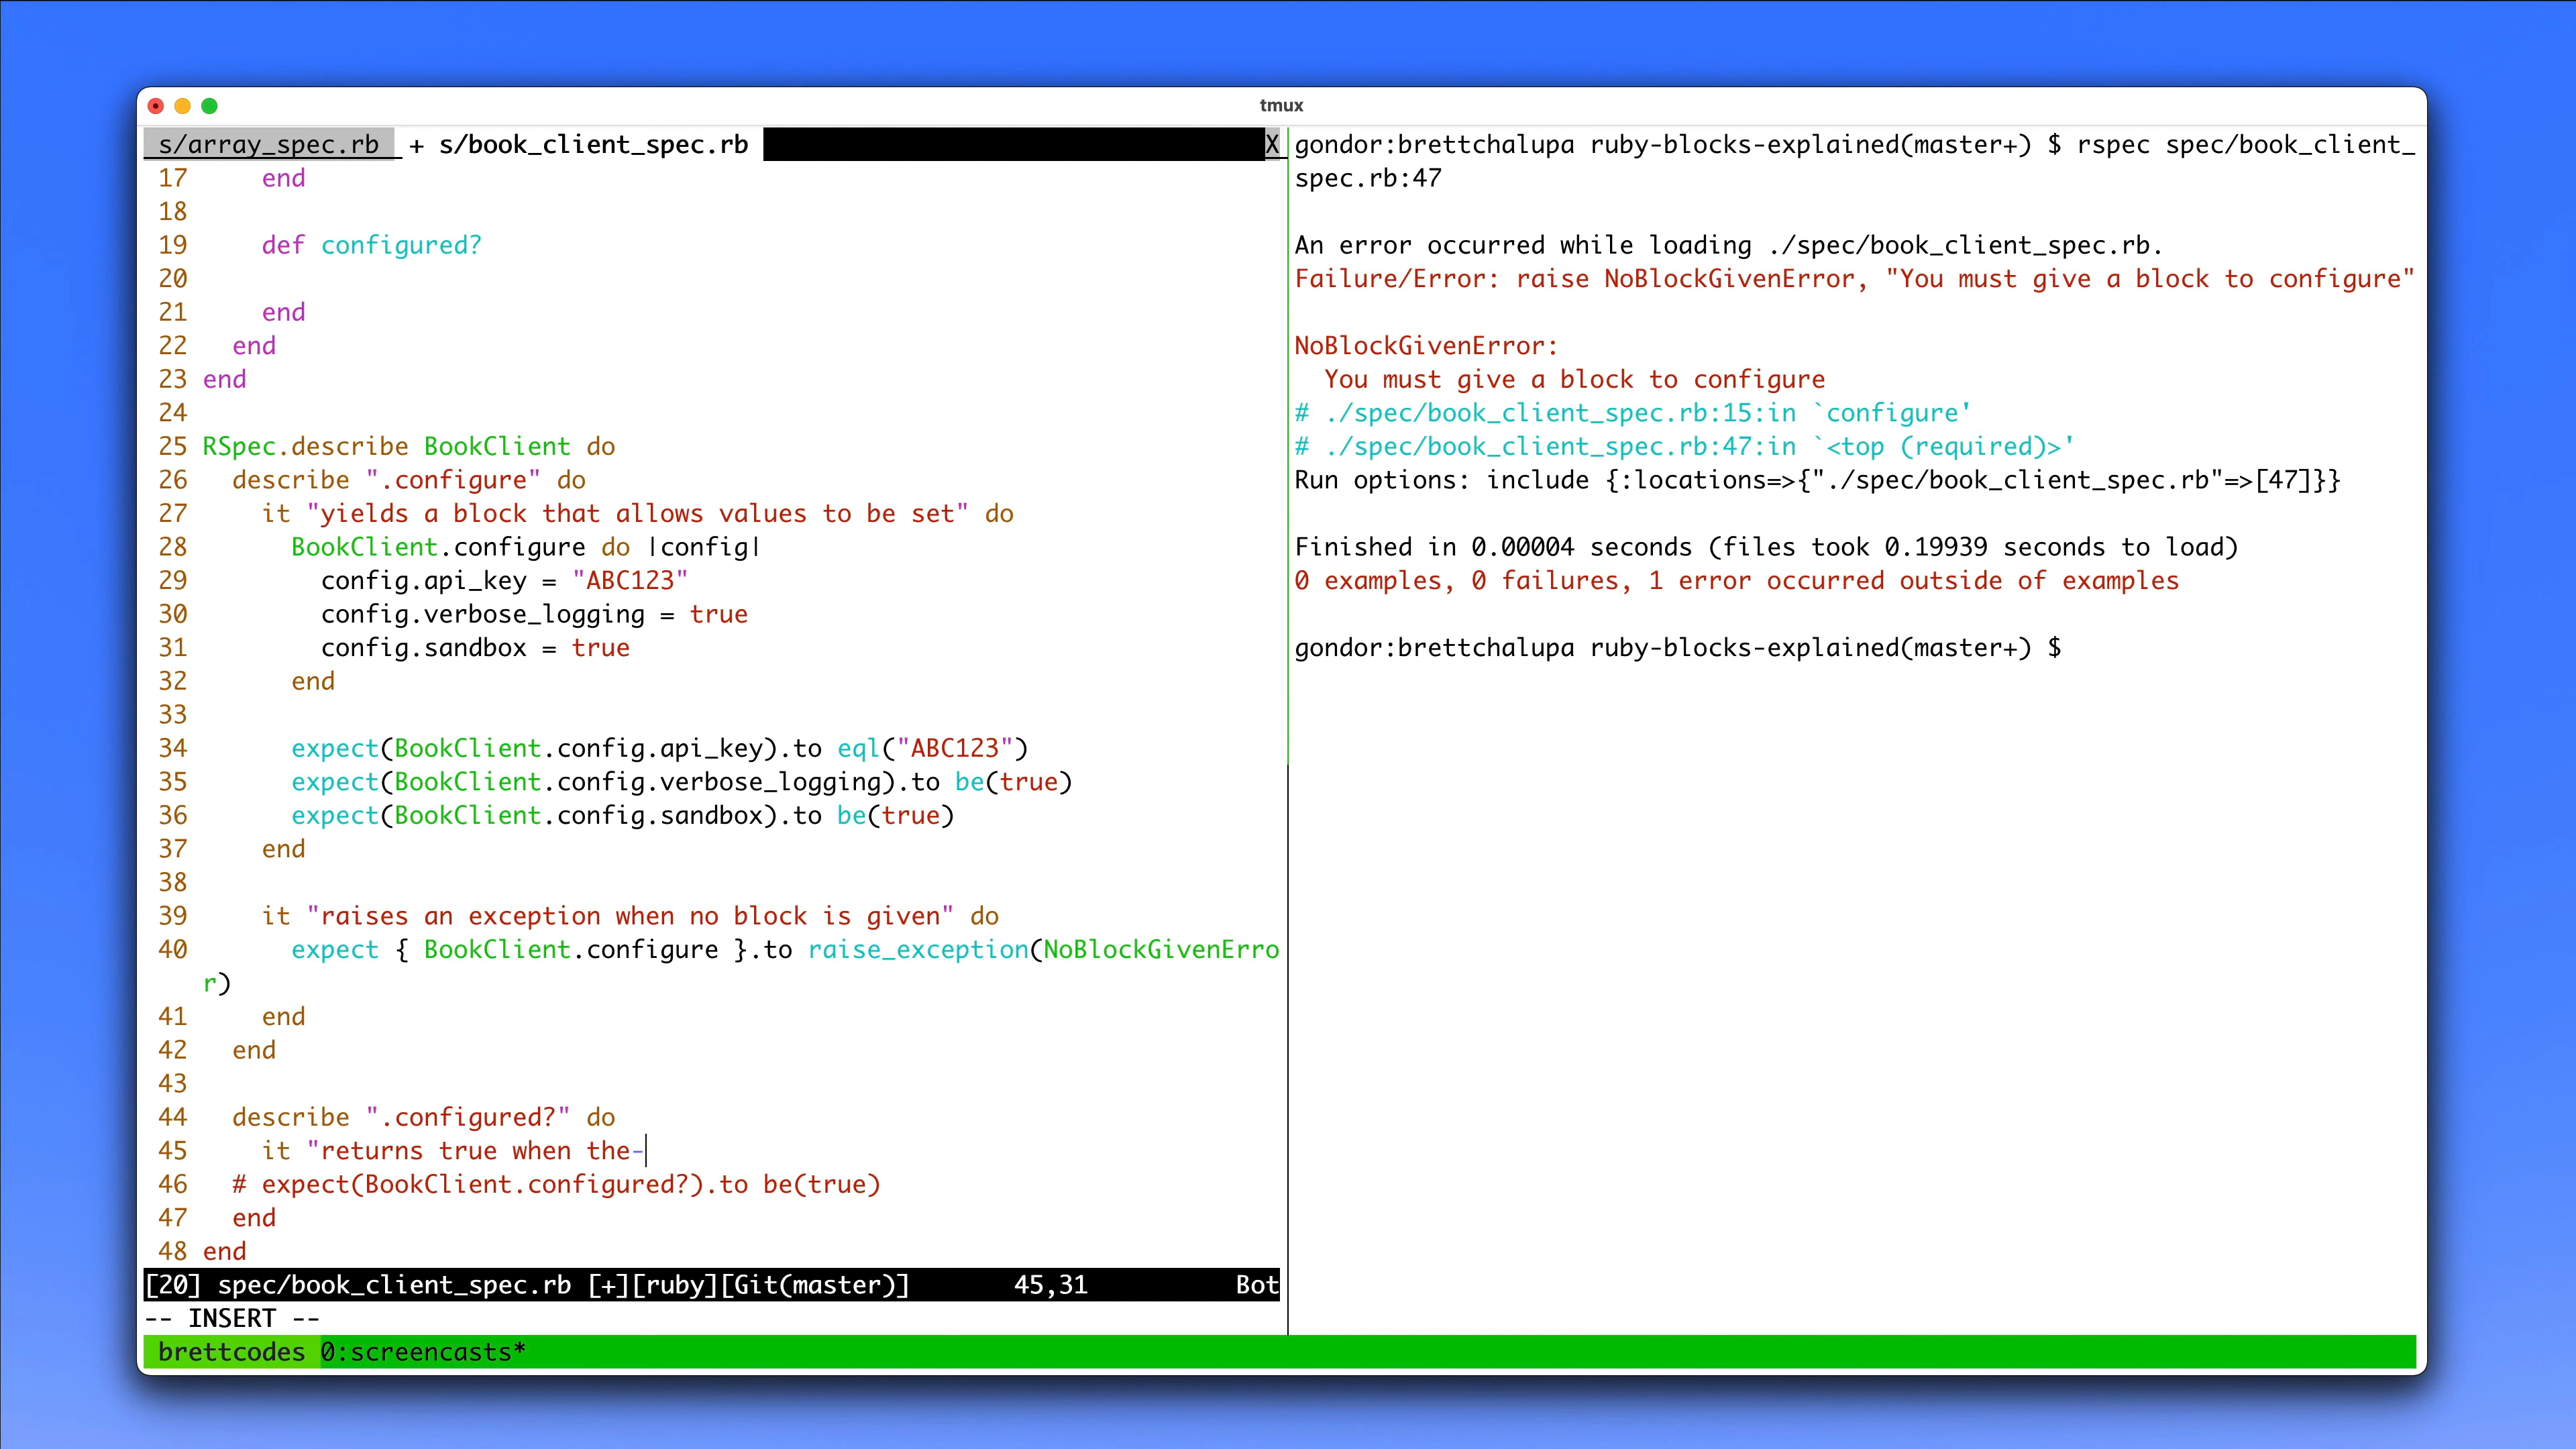 tmux
s/array_spec.rb + s/book_client_spec.rb X
17 end
18
19 def configured?
20
21 end
22 end
23 end
24
25 RSpec.describe BookClient do
26 describe ".configure" do
27 it "yields a block that allows values to be set" do
28 BookClient.configure do |config|
29 config.api_key = "ABC123"
30 config.verbose_logging = true
31 config.sandbox = true
32 end
33
34 expect(BookClient.config.api_key).to eql("ABC123")
35 expect(BookClient.config.verbose_logging).to be(true)
36 expect(BookClient.config.sandbox).to be(true)
37 end
38
39 it "raises an exception when no block is given" do
40 expect { BookClient.configure }.to raise_exception(NoBlockGivenErro
r)
41 end
42 end
43
44 describe ".configured?" do
45 it "returns true when the-
46 # expect(BookClient.configured?).to be(true)
47 end
48 end
[20] spec/book_client_spec.rb [+][ruby][Git(master)] 45,31 Bot
-- INSERT --
gondor:brettchalupa ruby-blocks-explained(master+) $ rspec spec/book_client_
spec.rb:47
An error occurred while loading ./spec/book_client_spec.rb.
Failure/Error: raise NoBlockGivenError, "You must give a block to configure"
NoBlockGivenError:
You must give a block to configure
# ./spec/book_client_spec.rb:15:in `configure'
# ./spec/book_client_spec.rb:47:in `<top (required)>'
Run options: include {:locations=>{"./spec/book_client_spec.rb"=>[47]}}
Finished in 0.00004 seconds (files took 0.19939 seconds to load)
0 examples, 0 failures, 1 error occurred outside of examples
gondor:brettchalupa ruby-blocks-explained(master+) $
brettcodes 0:screencasts*